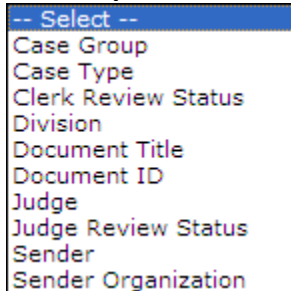 -- Select --
Case Group
Case Type
Clerk Review Status
Division
Document Title
Document ID
Judge
Judge Review Status
Sender
Sender Organization